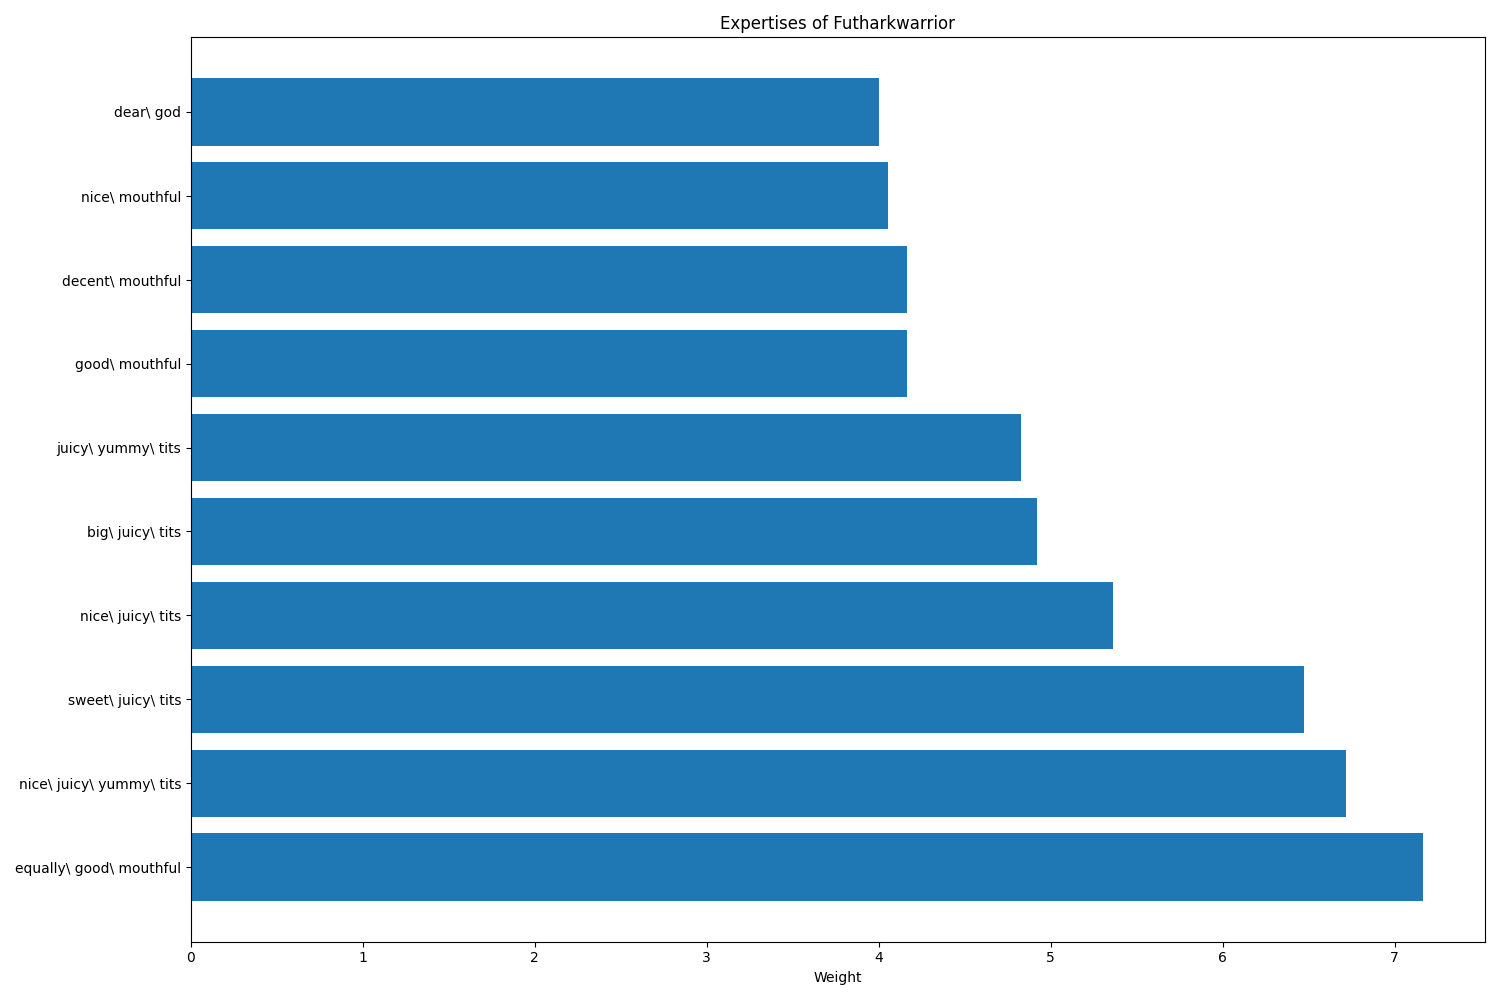 Expertises of Futharkwarrior
dear\ god
nice\ mouthful
decent\ mouthful
good\ mouthful
juicy\ yummy\ tits
big\ juicy\ tits
nice\ juicy\ tits
sweet\ juicy\ tits
nice\ juicy\ yummy\ tits
equally\ good\ mouthful
0 1 2 3 4 5 6 7
Weight